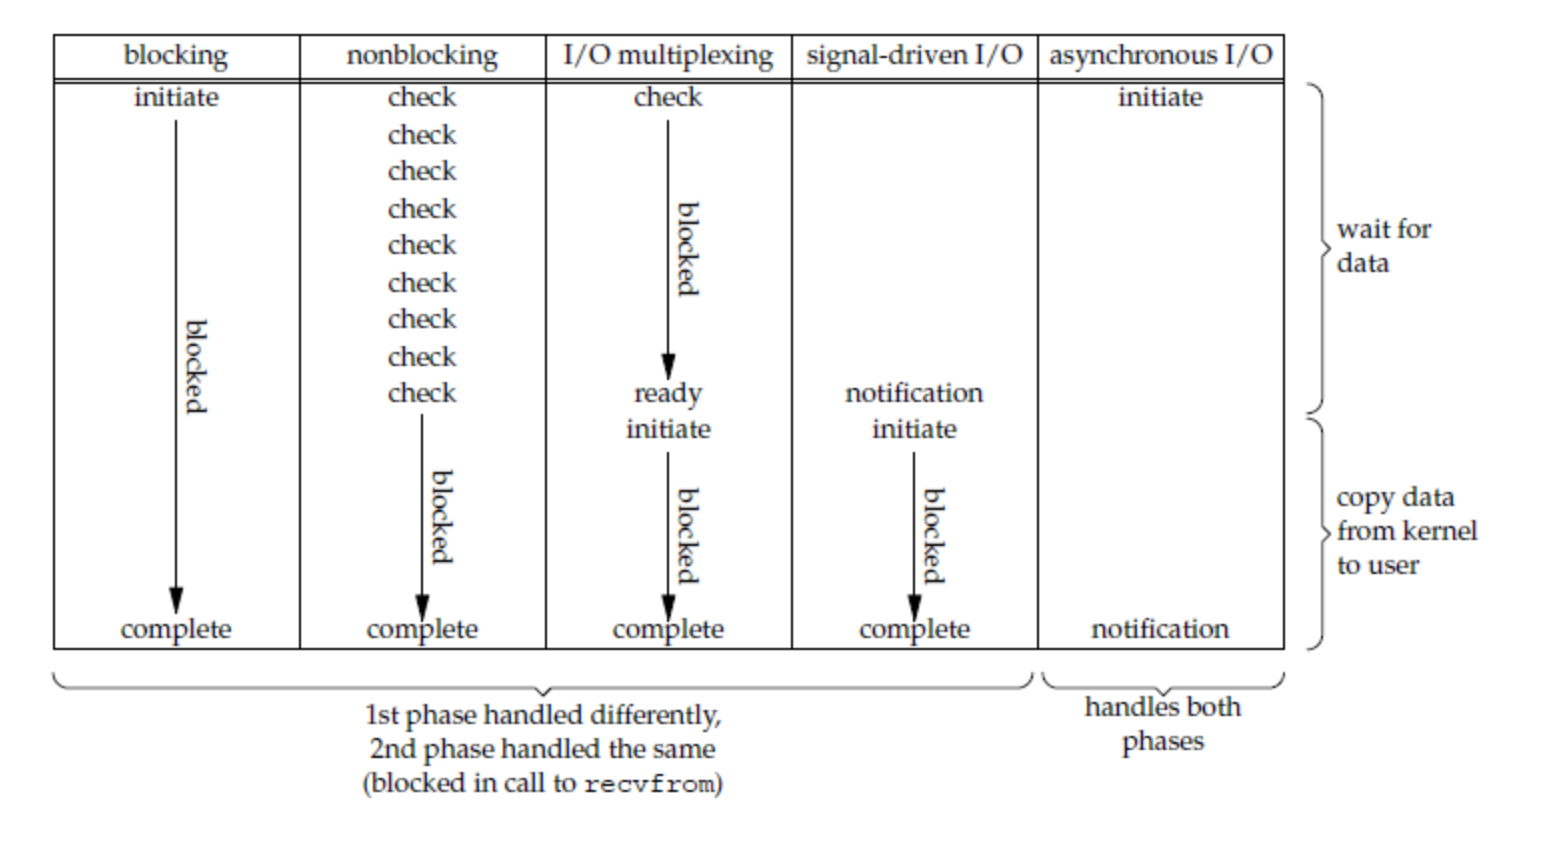 blocking nonblocking I/O multiplexing signal-driven I/O asynchronous I/O
initiate check check initiate
check
check
check
check
check
check
check
check ready notification
initiate initiate
blocked
blocked
blocked
blocked
blocked
complete complete complete complete notification
wait for
data
copy data
from kernel
to user
1st phase handled differently,
2nd phase handled the same
(blocked in call to recvfrom)
handles both
phases